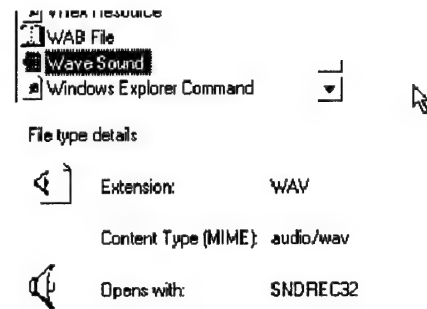 Resource
WAB File
Wave Sound
Windows Explorer Command
File type details
Extension: WAV
Content Type (MIME): audio/wav
Opens with: SNDREC32